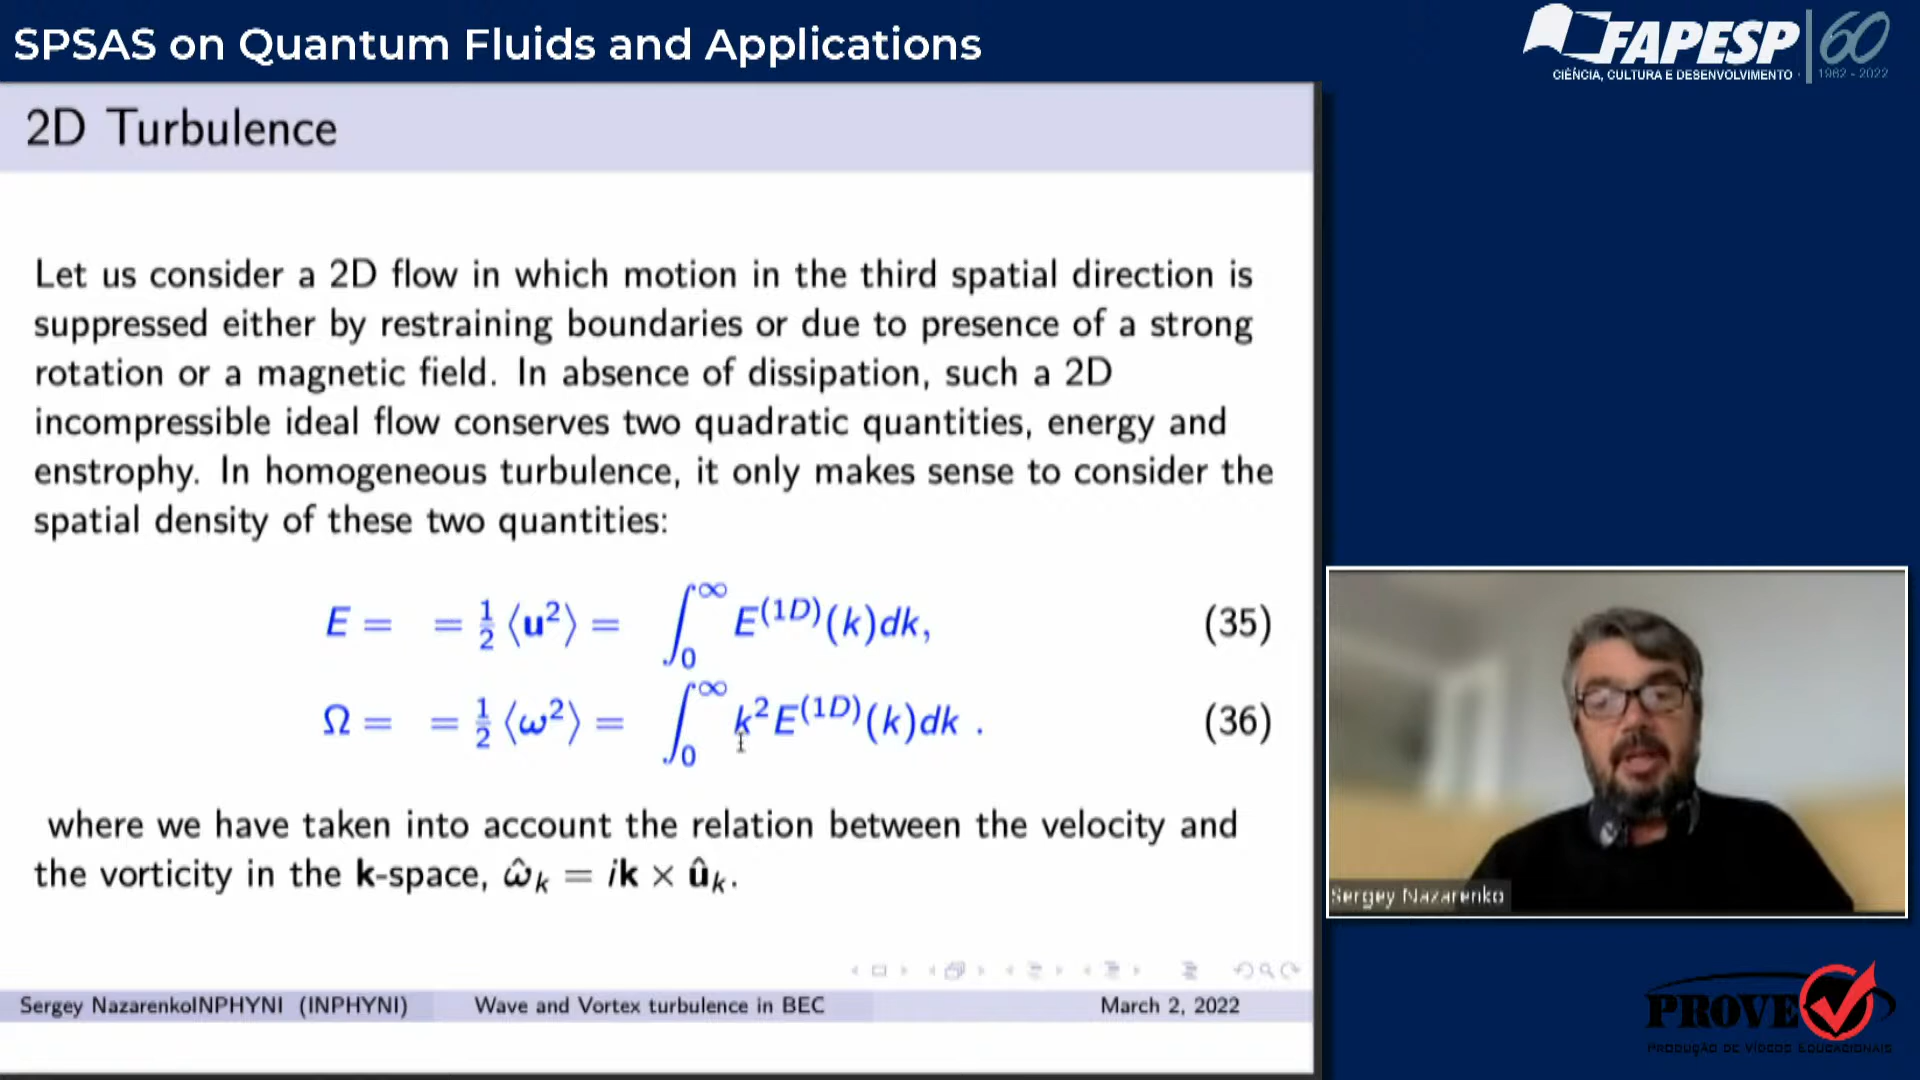 SPSAS on Quantum Fluids and Applications
FAPESP 60
CIÊNCIA, CULTURA E DESENVOLVIMENTO 1962 - 2022
2D Turbulence
Let us consider a 2D flow in which motion in the third spatial direction is
suppressed either by restraining boundaries or due to presence of a strong
rotation or a magnetic field. In absence of dissipation, such a 2D
incompressible ideal flow conserves two quadratic quantities, energy and
enstrophy. In homogeneous turbulence, it only makes sense to consider the
spatial density of these two quantities:
E = = ½ ⟨u²⟩ = ∫₀^∞ E^(1D)(k)dk, (35)
Ω = = ½ ⟨ω²⟩ = ∫₀^∞ k²E^(1D)(k)dk . (36)
where we have taken into account the relation between the velocity and
the vorticity in the k-space, ω̂ₖ = ik × ûₖ.
Sergey Nazarenko
Sergey NazarenkoINPHYNI (INPHYNI) Wave and Vortex turbulence in BEC March 2, 2022
PROVE
PRODUÇÃO DE VÍDEOS EDUCACIONAIS